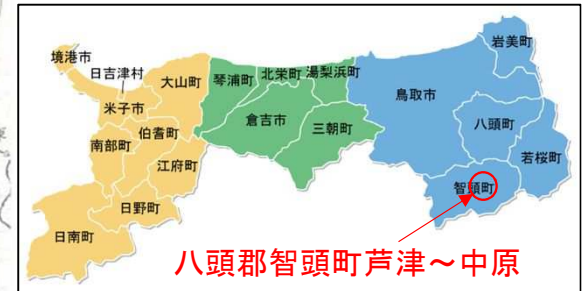 境港市
日吉津村
米子市
大山町
琴浦町
北栄町
湯梨浜町
岩美町
鳥取市
八頭町
南部町
伯耆町
倉吉市
三朝町
若桜町
江府町
智頭町
日野町
日南町
八頭郡智頭町芦津~中原